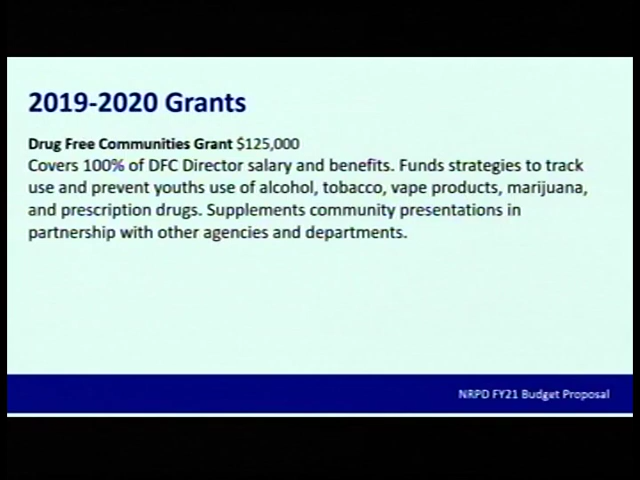 2019-2020 Grants
Drug Free Communities Grant $125,000
Covers 100% of DFC Director salary and benefits. Funds strategies to track
use and prevent youths use of alcohol, tobacco, vape products, marijuana,
and prescription drugs. Supplements community presentations in
partnership with other agencies and departments.
NRPD FY21 Budget Proposal